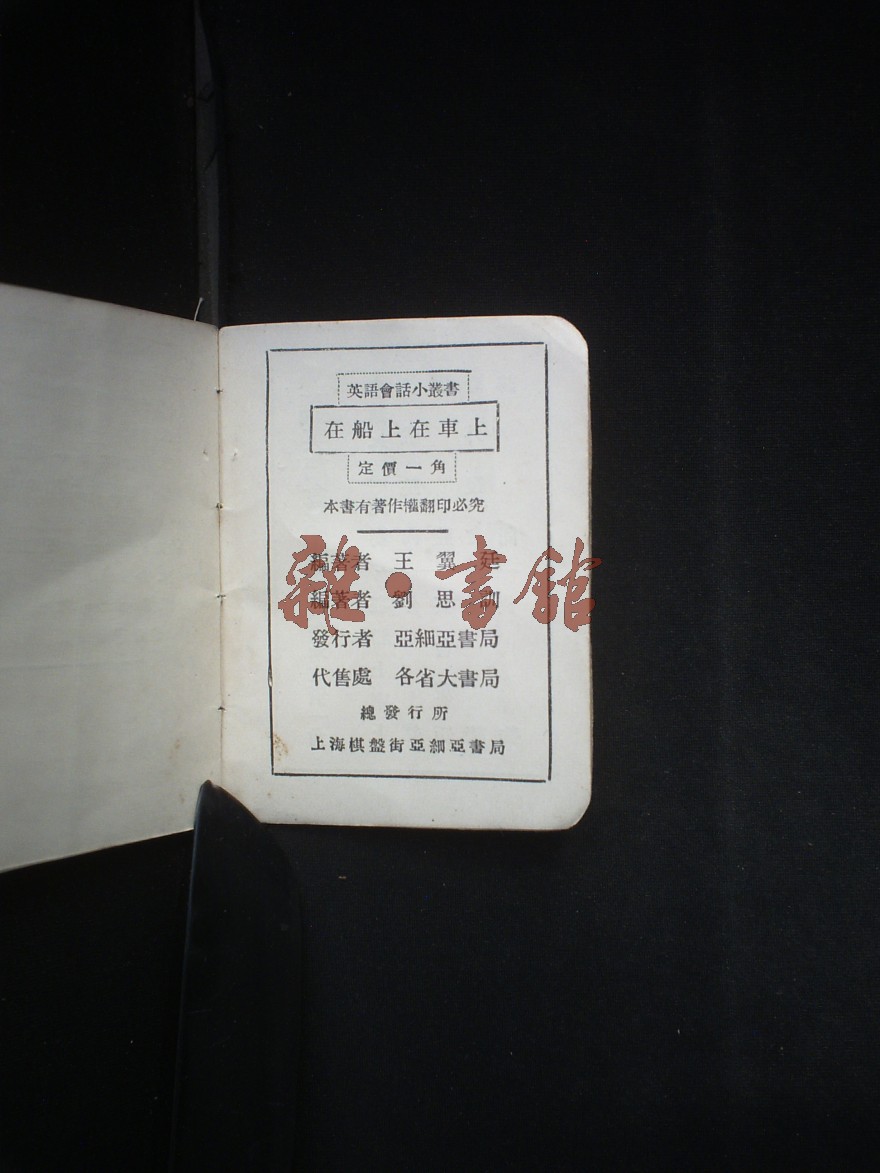 英語會話小叢書
在船上在車上
定價一角
本書有著作權翻印必究
編著者 王翼廷
編著者 劉思訓
發行者 亞細亞書局
代售處 各省大書局
總發行所
上海棋盤街亞細亞書局
雜·書館